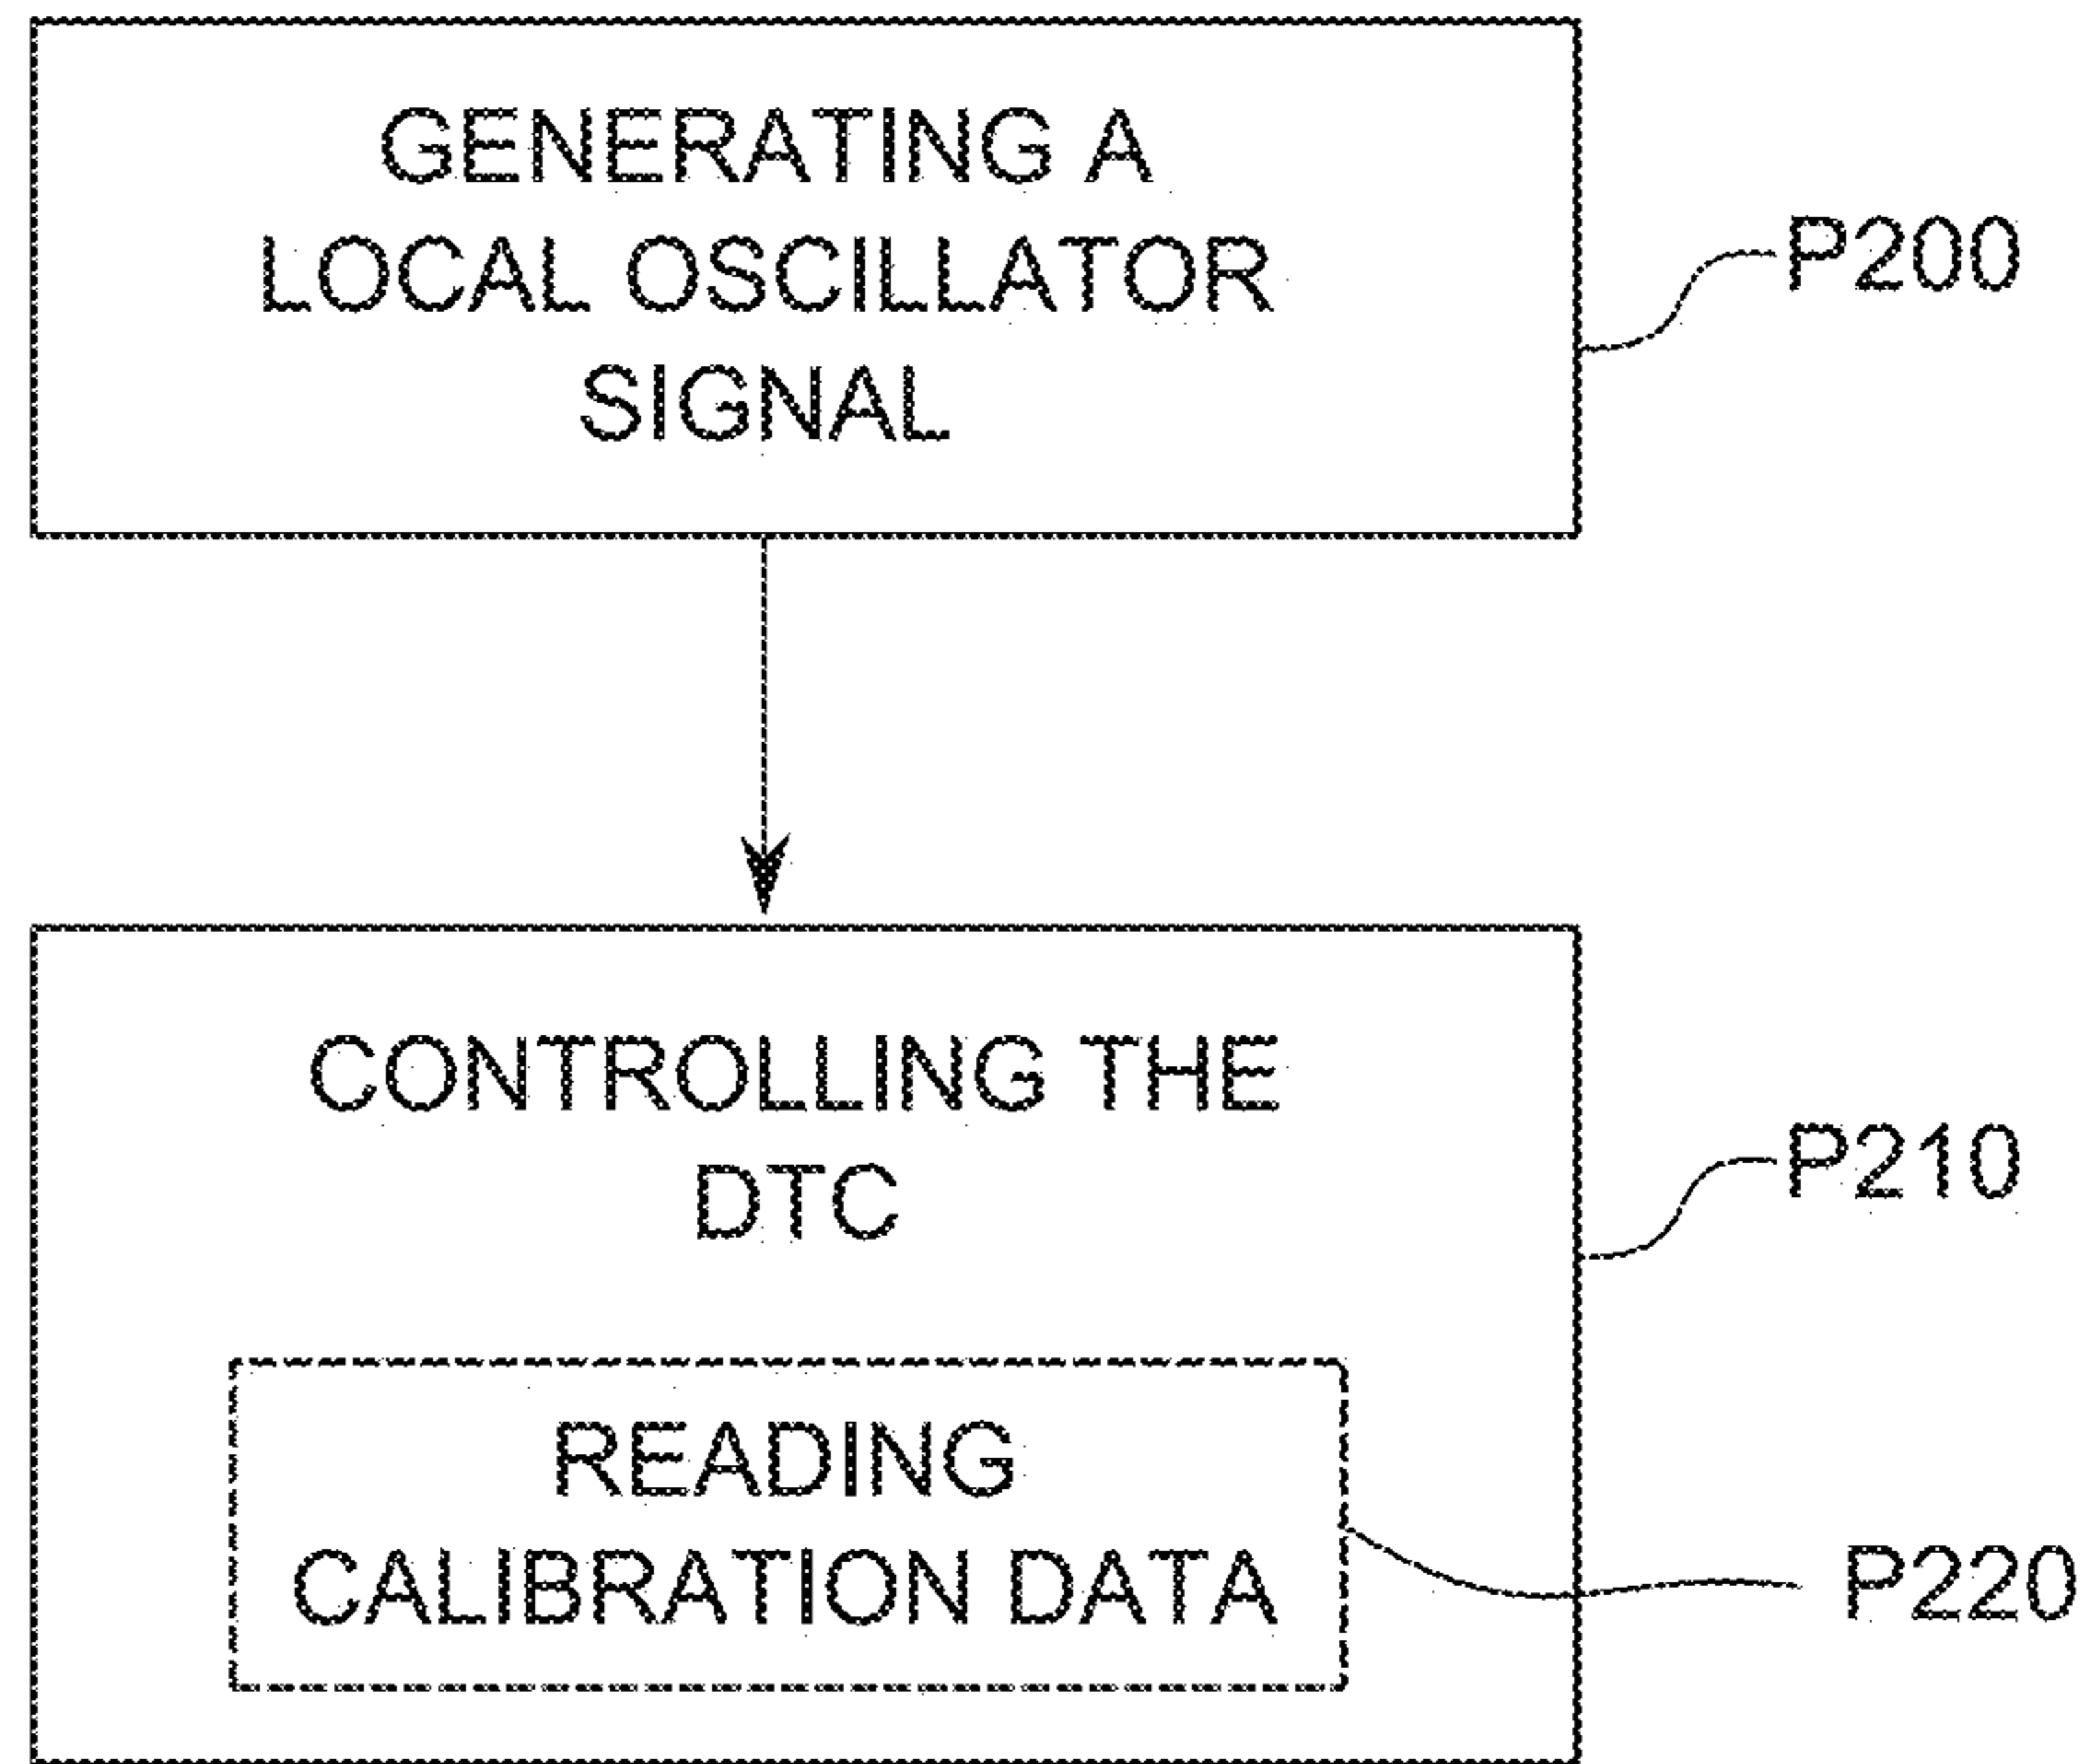 GENERATING A
LOCAL OSCILLATOR
SIGNAL
P200
CONTROLLING THE
DTC
P210
READING
CALIBRATION DATA
P220